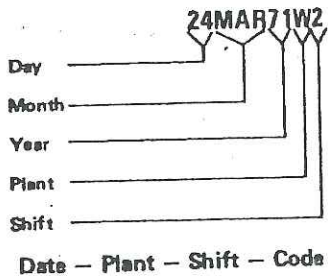 24MAR71W2
Day
Month
Year
Plant
Shift
Date – Plant – Shift – Code